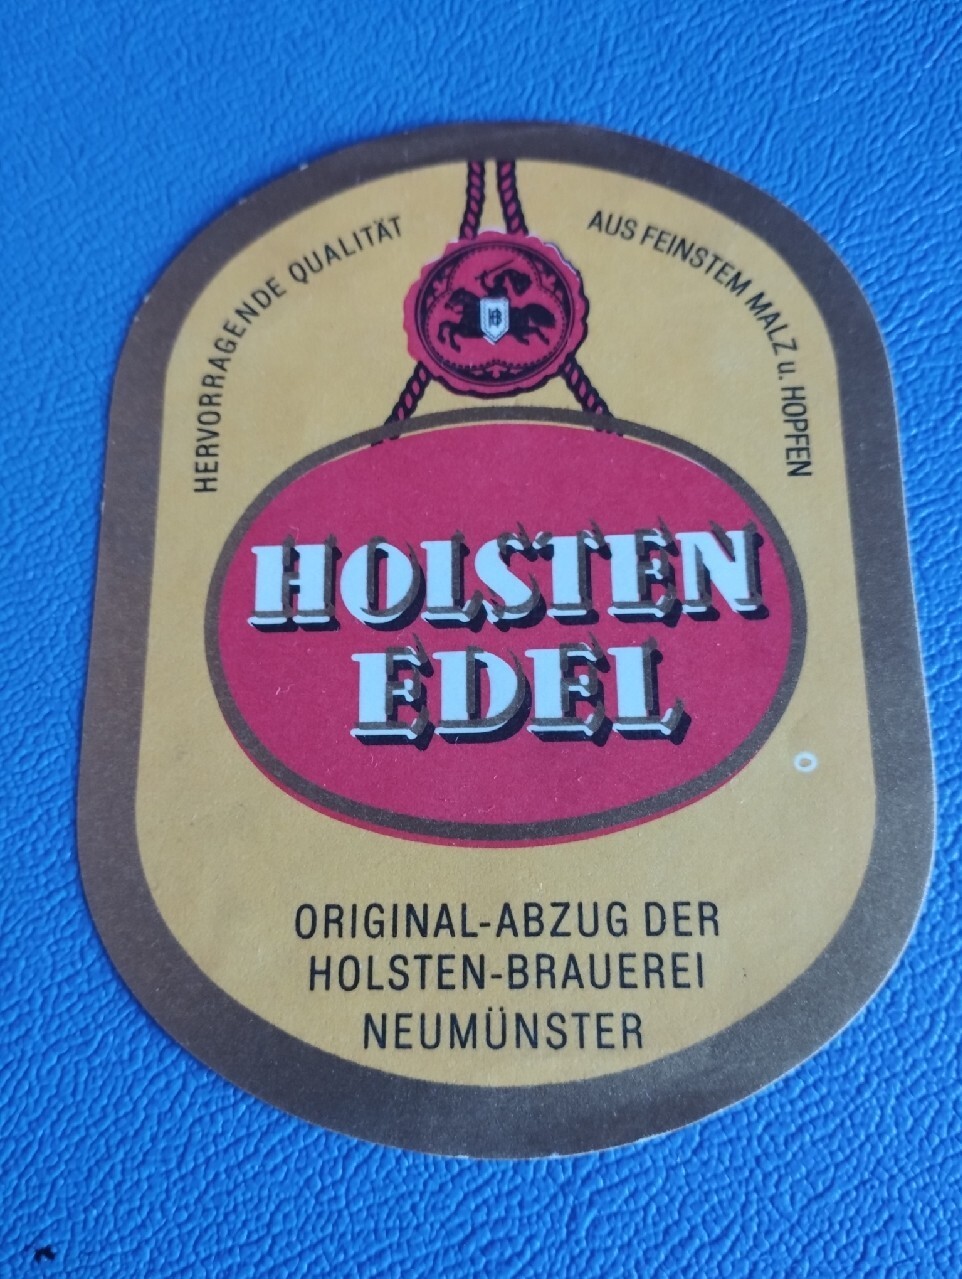 HERVORRAGENDE QUALITÄT
AUS FEINSTEM MALZ u. HOPFEN
HOLSTEN
EDEL
ORIGINAL-ABZUG DER
HOLSTEN-BRAUEREI
NEUMÜNSTER